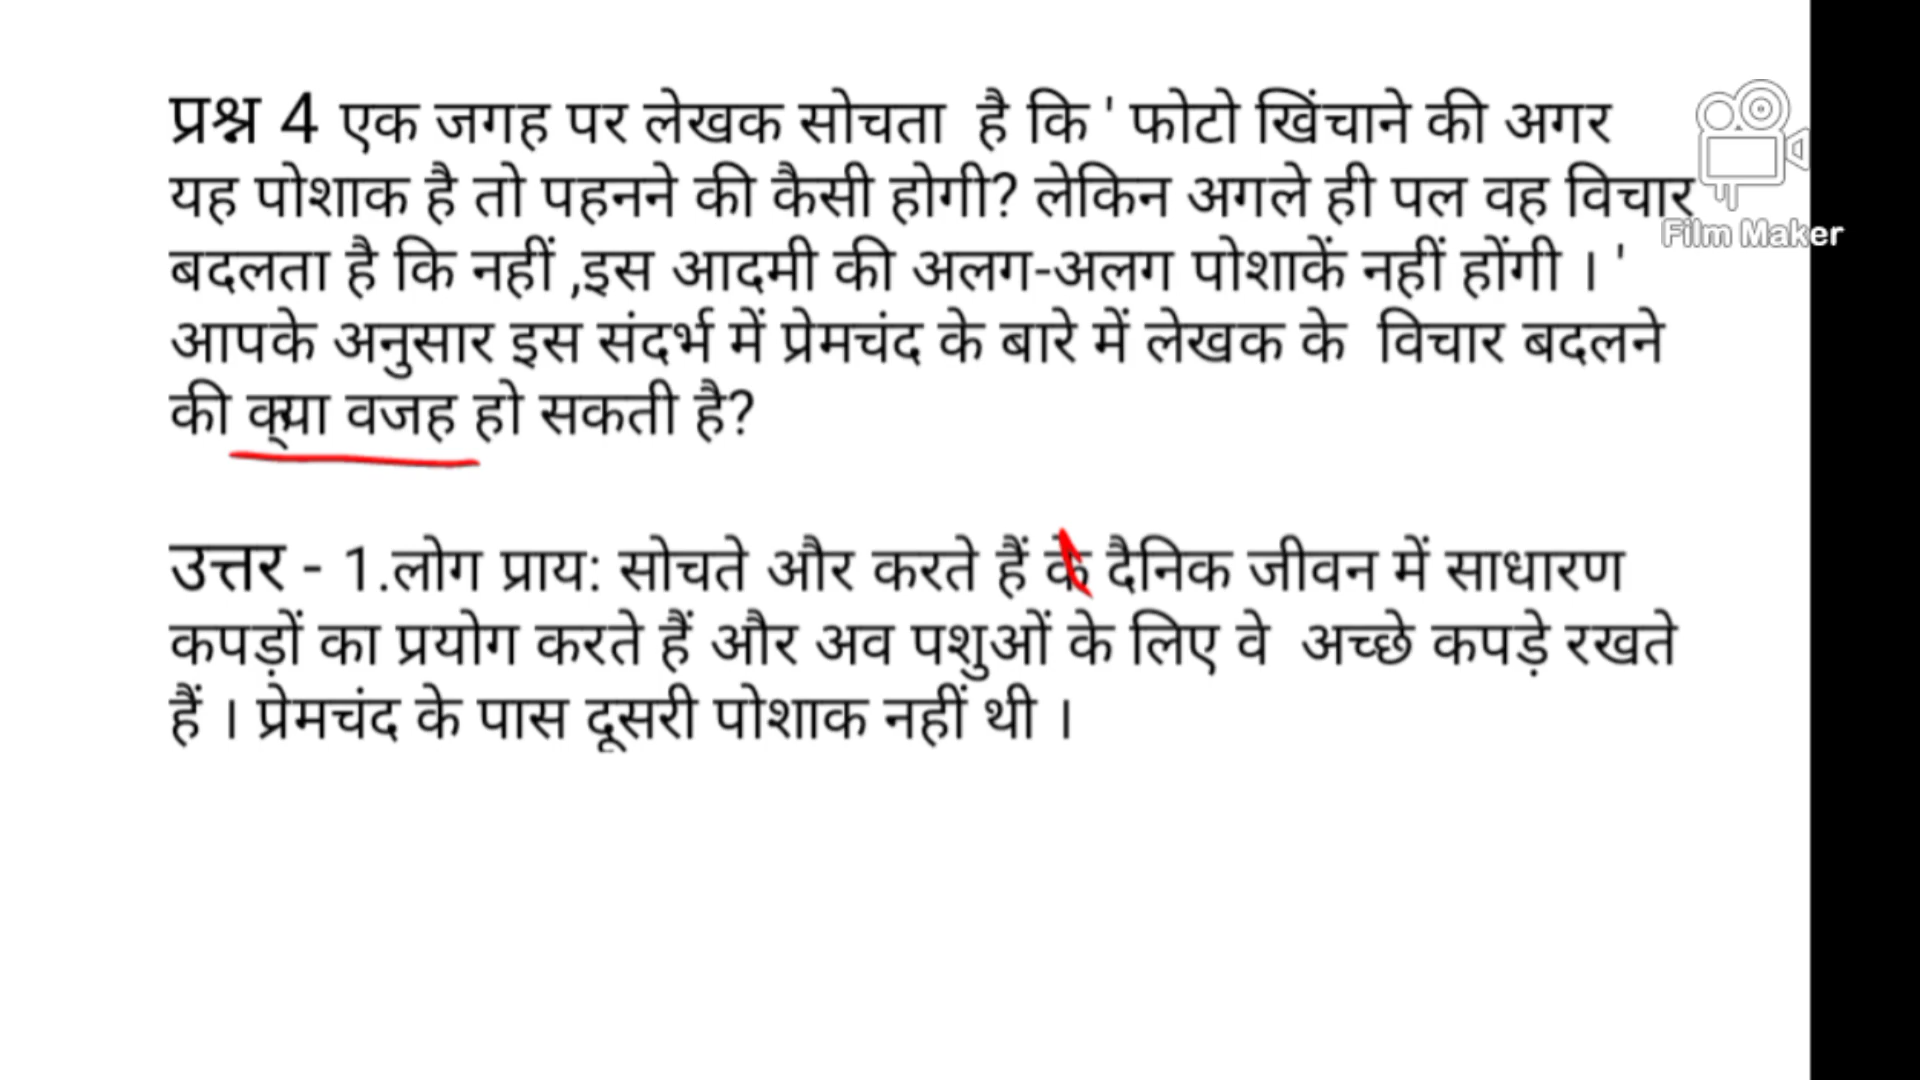 प्रश्न 4 एक जगह पर लेखक सोचता है कि ' फोटो खिंचाने की अगर
यह पोशाक है तो पहनने की कैसी होगी? लेकिन अगले ही पल वह विचार
बदलता है कि नहीं ,इस आदमी की अलग-अलग पोशाकें नहीं होंगी । '
आपके अनुसार इस संदर्भ में प्रेमचंद के बारे में लेखक के विचार बदलने
की क्या वजह हो सकती है?
उत्तर - 1.लोग प्राय: सोचते और करते हैं के दैनिक जीवन में साधारण
कपड़ों का प्रयोग करते हैं और अव पशुओं के लिए वे अच्छे कपड़े रखते
हैं । प्रेमचंद के पास दूसरी पोशाक नहीं थी ।
Film Maker